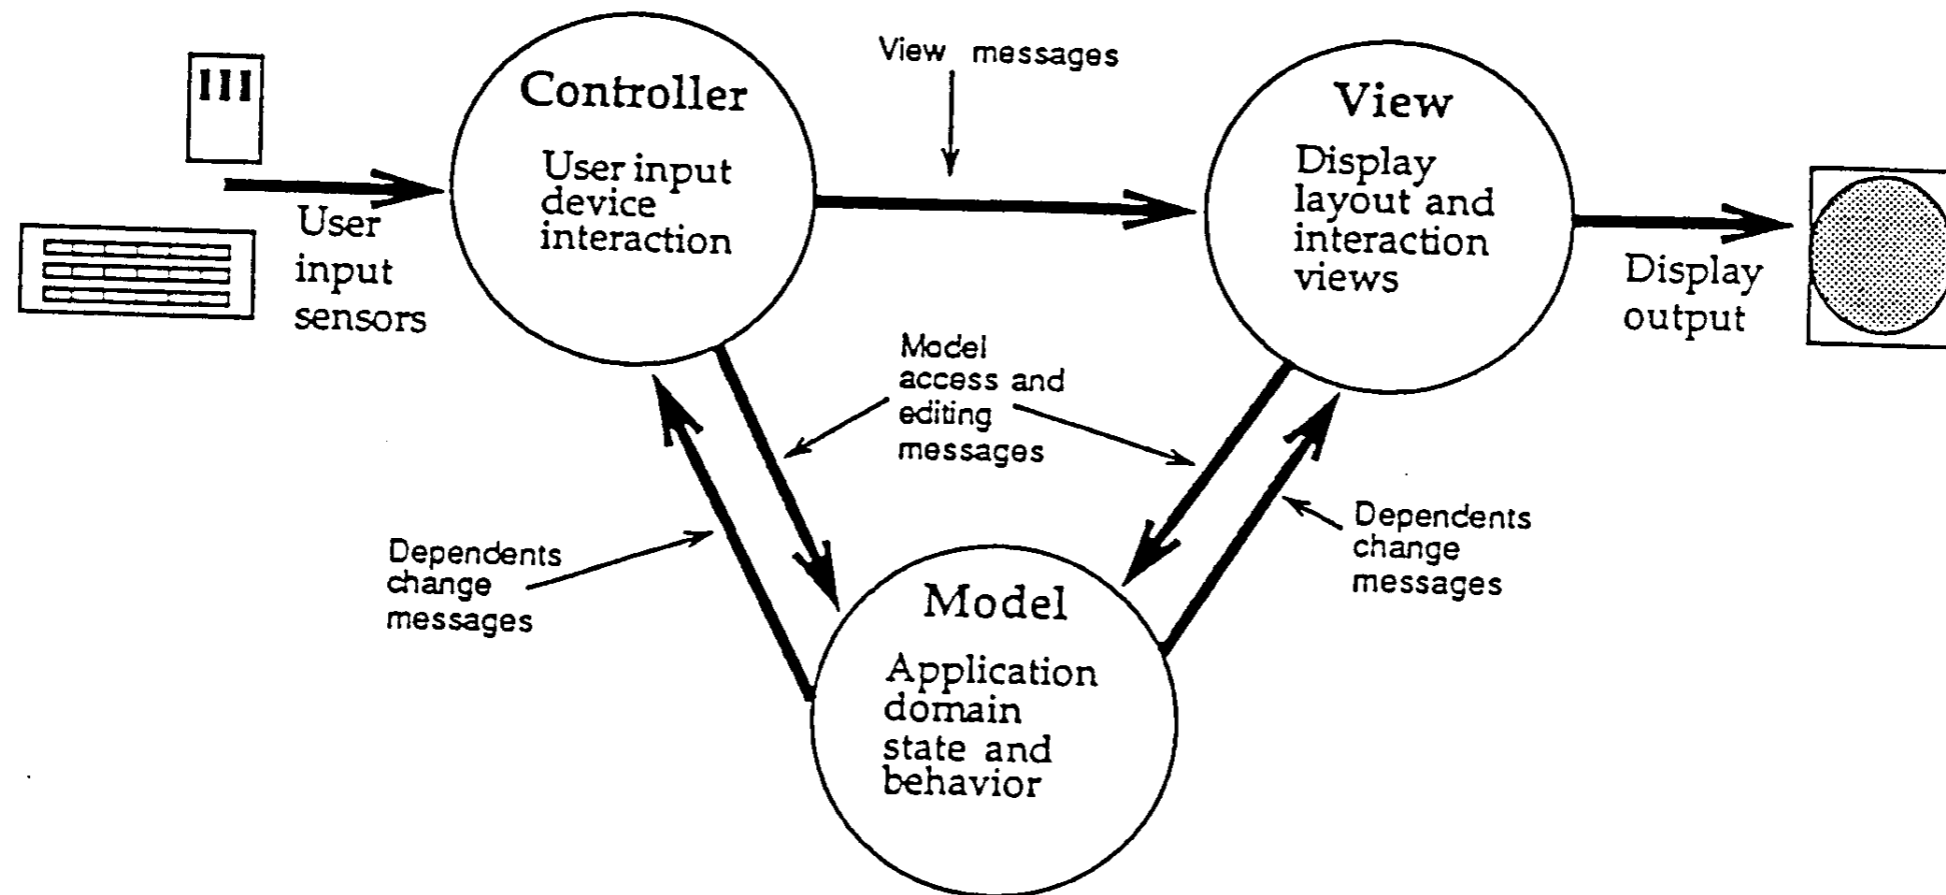 View messages
Controller
User input
device
interaction
View
Display
layout and
interaction
views
User
input
sensors
Display
output
Model
access and
editing
messages
Dependents
change
messages
Dependents
change
messages
Model
Application
domain
state and
behavior